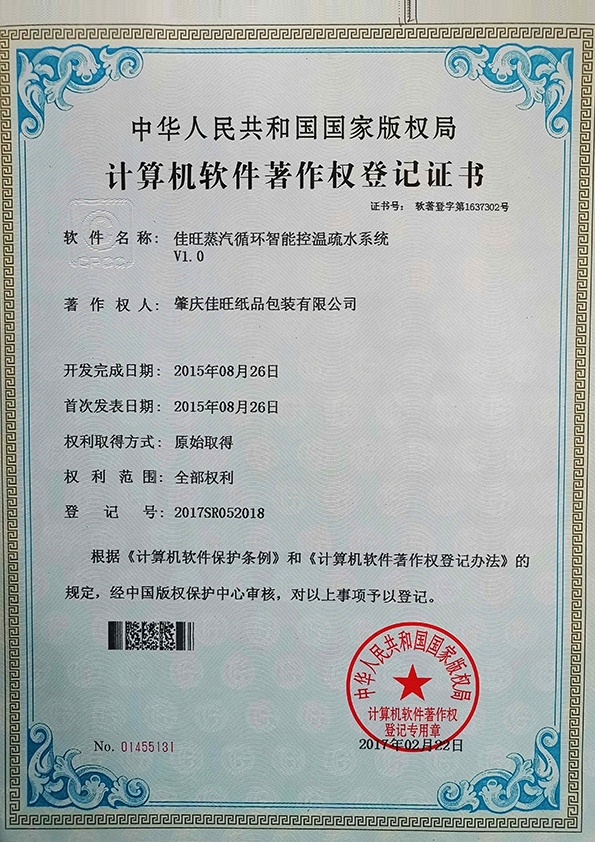 中华人民共和国国家版权局
计算机软件著作权登记证书
证书号： 软著登字第1637302号
CPCC
软件名称： 佳旺蒸汽循环智能控温疏水系统
V1.0
著作权人： 肇庆佳旺纸品包装有限公司
开发完成日期： 2015年08月26日
首次发表日期： 2015年08月26日
权利取得方式： 原始取得
权利范围： 全部权利
登记号： 2017SR052018
根据《计算机软件保护条例》和《计算机软件著作权登记办法》的
规定，经中国版权保护中心审核，对以上事项予以登记。
中华人民共和国国家版权局
计算机软件著作权
登记专用章
No. 01455131
2017年02月22日